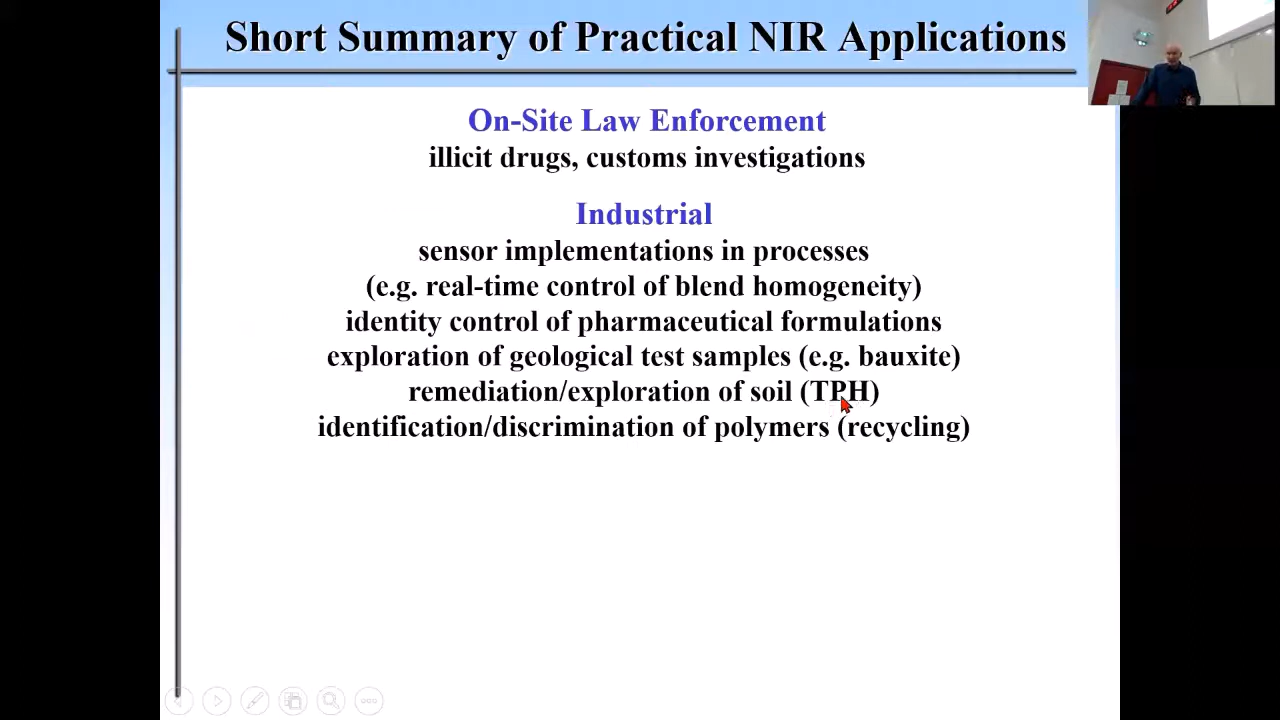 Short Summary of Practical NIR Applications
On-Site Law Enforcement
illicit drugs, customs investigations
Industrial
sensor implementations in processes
(e.g. real-time control of blend homogeneity)
identity control of pharmaceutical formulations
exploration of geological test samples (e.g. bauxite)
remediation/exploration of soil (TPH)
identification/discrimination of polymers (recycling)